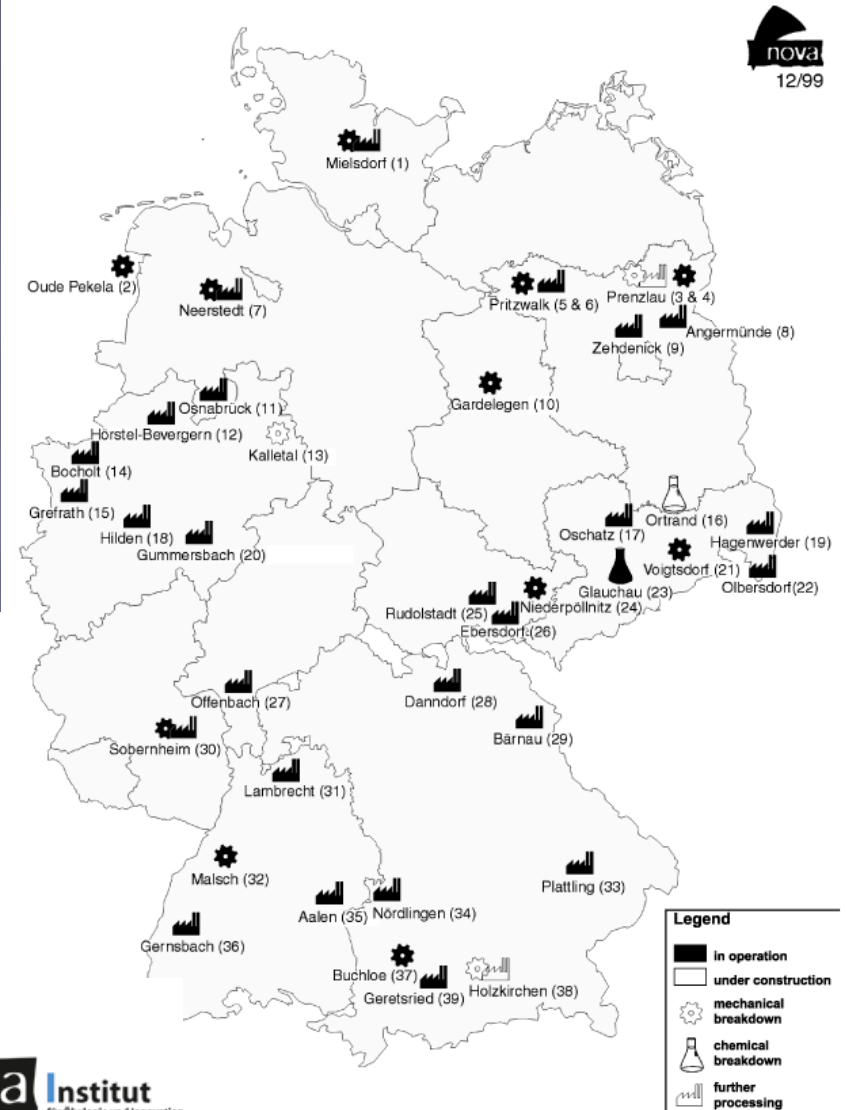 nova
12/99
Mielsdorf (1)
Oude Pekela (2)
Neerstedt (7)
Pritzwalk (5 & 6)
Prenzlau (3 & 4)
Angermünde (8)
Zehdenick (9)
Gardelegen (10)
Osnabrück (11)
Hörstel-Bevergern (12)
Kalletal (13)
Bocholt (14)
Grefrath (15)
Hilden (18)
Gummersbach (20)
Ortrand (16)
Oschatz (17)
Hagenwerder (19)
Voigtsdorf (21)
Olbersdorf(22)
Glauchau (23)
Niederpöllnitz (24)
Rudolstadt (25)
Ebersdorf (26)
Offenbach (27)
Danndorf (28)
Bärnau (29)
Sobernheim (30)
Lambrecht (31)
Malsch (32)
Plattling (33)
Aalen (35)
Nördlingen (34)
Gernsbach (36)
Buchloe (37)
Geretsried (39)
Holzkirchen (38)
Legend
in operation
under construction
mechanical
breakdown
chemical
breakdown
further
processing
a Institut